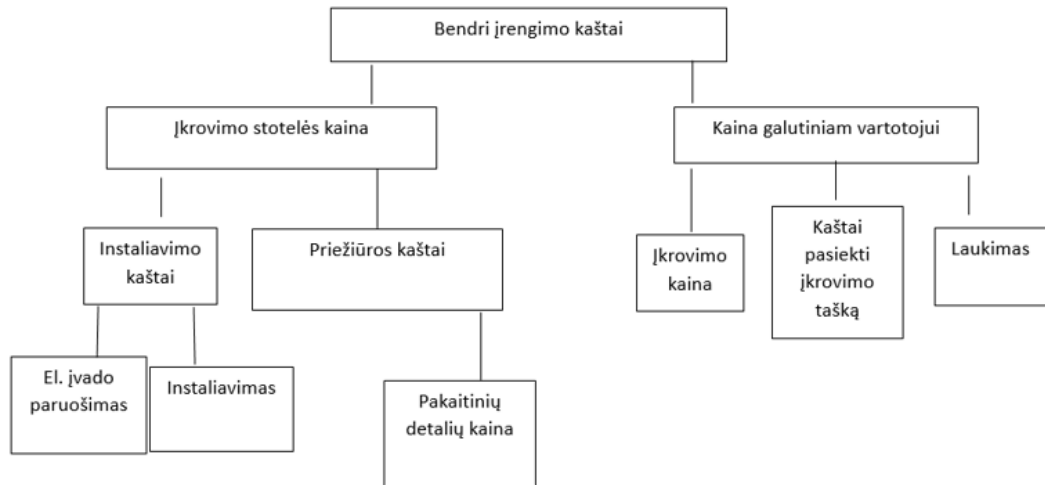 Bendri įrengimo kaštai
Įkrovimo stotelės kaina
Kaina galutiniam vartotojui
Instaliavimo
kaštai
Priežiūros kaštai
Įkrovimo
kaina
Kaštai
pasiekti
įkrovimo
tašką
Laukimas
El. įvado
paruošimas
Instaliavimas
Pakaitinių
detalių kaina